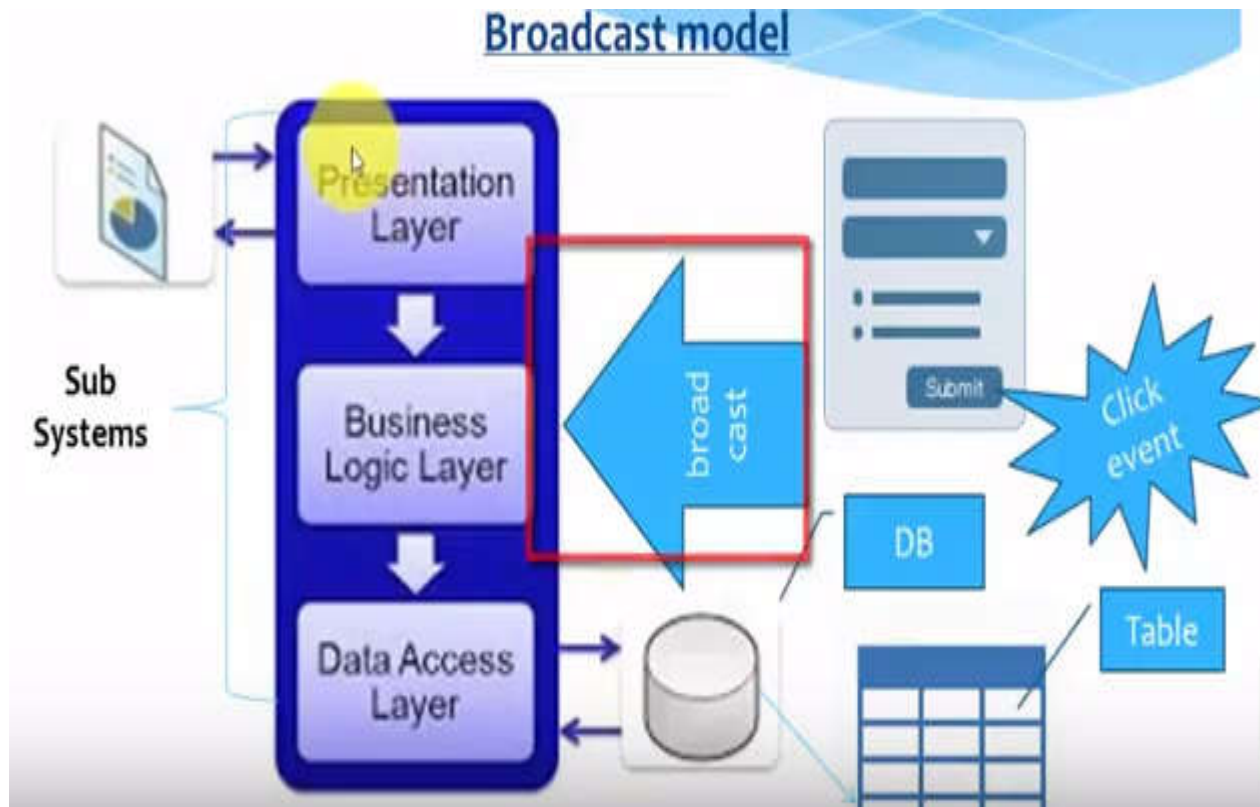 Broadcast model
Presentation
Layer
Business
Logic Layer
Data Access
Layer
Sub
Systems
broad
cast
Submit
Click
event
DB
Table